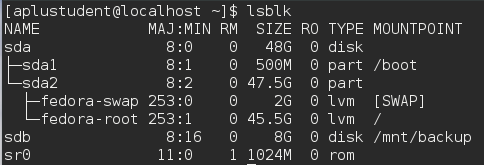 [aplustudent@localhost ~]$ lsblk
NAME            MAJ:MIN RM  SIZE RO TYPE MOUNTPOINT
sda               8:0    0   48G  0 disk
├─sda1            8:1    0  500M  0 part /boot
└─sda2            8:2    0 47.5G  0 part
  ├─fedora-swap 253:0    0    2G  0 lvm  [SWAP]
  └─fedora-root 253:1    0 45.5G  0 lvm  /
sdb               8:16   0    8G  0 disk /mnt/backup
sr0              11:0    1 1024M  0 rom